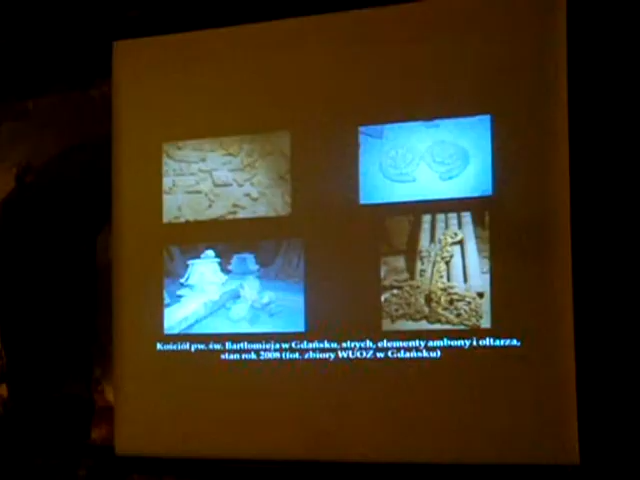 Kościół pw. św. Bartłomieja w Gdańsku, strych, elementy ambony i ołtarza,
stan rok 2008 (fot. zbiory WUOZ w Gdańsku)